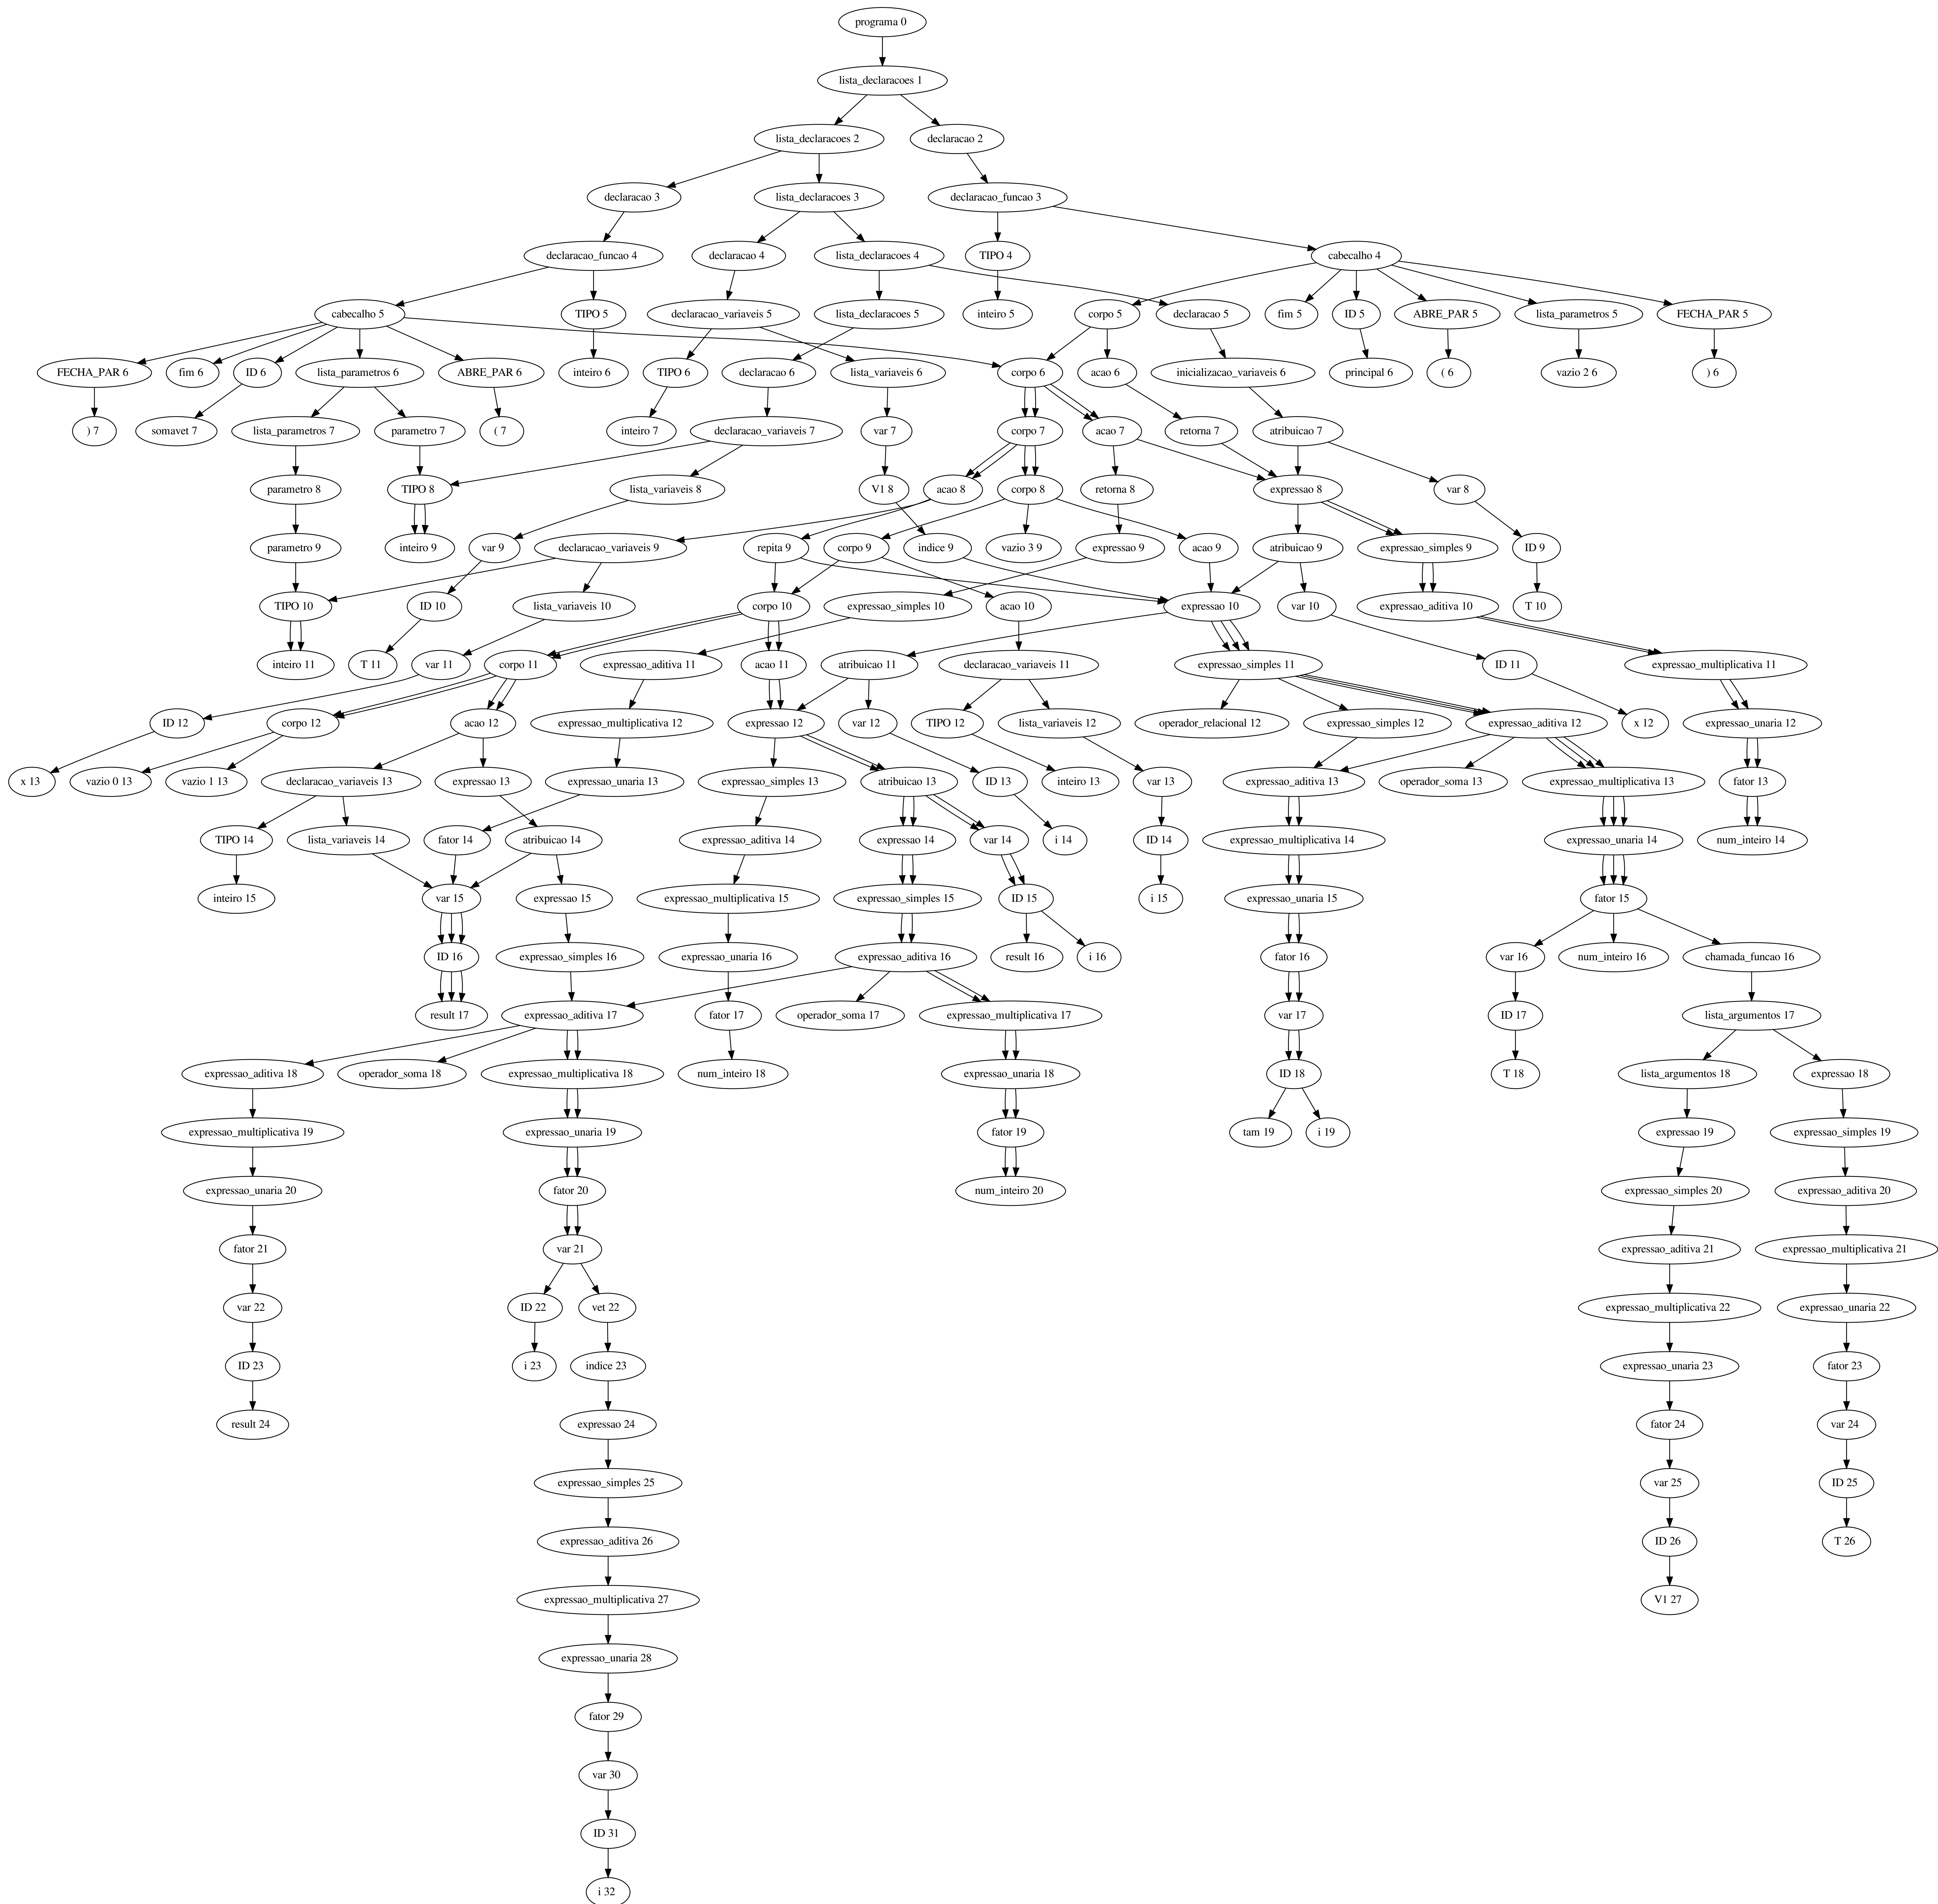 programa 0
lista_declaracoes 1
lista_declaracoes 2
declaracao 2
declaracao 3
lista_declaracoes 3
declaracao_funcao 3
declaracao_funcao 4
declaracao 4
lista_declaracoes 4
TIPO 4
cabecalho 4
cabecalho 5
TIPO 5
declaracao_variaveis 5
lista_declaracoes 5
inteiro 5
corpo 5
declaracao 5
fim 5
ID 5
ABRE_PAR 5
lista_parametros 5
FECHA_PAR 5
FECHA_PAR 6
fim 6
ID 6
lista_parametros 6
ABRE_PAR 6
inteiro 6
TIPO 6
declaracao 6
lista_variaveis 6
corpo 6
acao 6
inicializacao_variaveis 6
principal 6
( 6
vazio 2 6
) 6
) 7
somavet 7
lista_parametros 7
parametro 7
( 7
inteiro 7
declaracao_variaveis 7
var 7
corpo 7
acao 7
retorna 7
atribuicao 7
parametro 8
TIPO 8
lista_variaveis 8
V1 8
acao 8
corpo 8
retorna 8
expressao 8
var 8
parametro 9
inteiro 9
var 9
declaracao_variaveis 9
repita 9
corpo 9
indice 9
vazio 3 9
expressao 9
acao 9
atribuicao 9
expressao_simples 9
ID 9
TIPO 10
ID 10
lista_variaveis 10
corpo 10
expressao_simples 10
acao 10
expressao 10
var 10
expressao_aditiva 10
T 10
inteiro 11
T 11
var 11
corpo 11
expressao_aditiva 11
acao 11
atribuicao 11
declaracao_variaveis 11
expressao_simples 11
ID 11
expressao_multiplicativa 11
ID 12
corpo 12
acao 12
expressao_multiplicativa 12
expressao 12
var 12
TIPO 12
lista_variaveis 12
operador_relacional 12
expressao_simples 12
expressao_aditiva 12
x 12
expressao_unaria 12
x 13
vazio 0 13
vazio 1 13
declaracao_variaveis 13
expressao 13
expressao_unaria 13
expressao_simples 13
atribuicao 13
ID 13
inteiro 13
var 13
expressao_aditiva 13
operador_soma 13
expressao_multiplicativa 13
fator 13
TIPO 14
lista_variaveis 14
fator 14
atribuicao 14
expressao_aditiva 14
expressao 14
var 14
i 14
ID 14
expressao_multiplicativa 14
expressao_unaria 14
num_inteiro 14
inteiro 15
var 15
expressao 15
expressao_multiplicativa 15
expressao_simples 15
ID 15
i 15
expressao_unaria 15
fator 15
ID 16
expressao_simples 16
expressao_unaria 16
expressao_aditiva 16
result 16
i 16
fator 16
var 16
num_inteiro 16
chamada_funcao 16
result 17
expressao_aditiva 17
fator 17
operador_soma 17
expressao_multiplicativa 17
var 17
ID 17
lista_argumentos 17
expressao_aditiva 18
operador_soma 18
expressao_multiplicativa 18
num_inteiro 18
expressao_unaria 18
ID 18
T 18
lista_argumentos 18
expressao 18
expressao_multiplicativa 19
expressao_unaria 19
fator 19
tam 19
i 19
expressao 19
expressao_simples 19
expressao_unaria 20
fator 20
num_inteiro 20
expressao_simples 20
expressao_aditiva 20
fator 21
var 21
expressao_aditiva 21
expressao_multiplicativa 21
var 22
ID 22
vet 22
expressao_multiplicativa 22
expressao_unaria 22
ID 23
i 23
indice 23
expressao_unaria 23
fator 23
result 24
expressao 24
fator 24
var 24
expressao_simples 25
var 25
ID 25
expressao_aditiva 26
ID 26
T 26
expressao_multiplicativa 27
V1 27
expressao_unaria 28
fator 29
var 30
ID 31
i 32